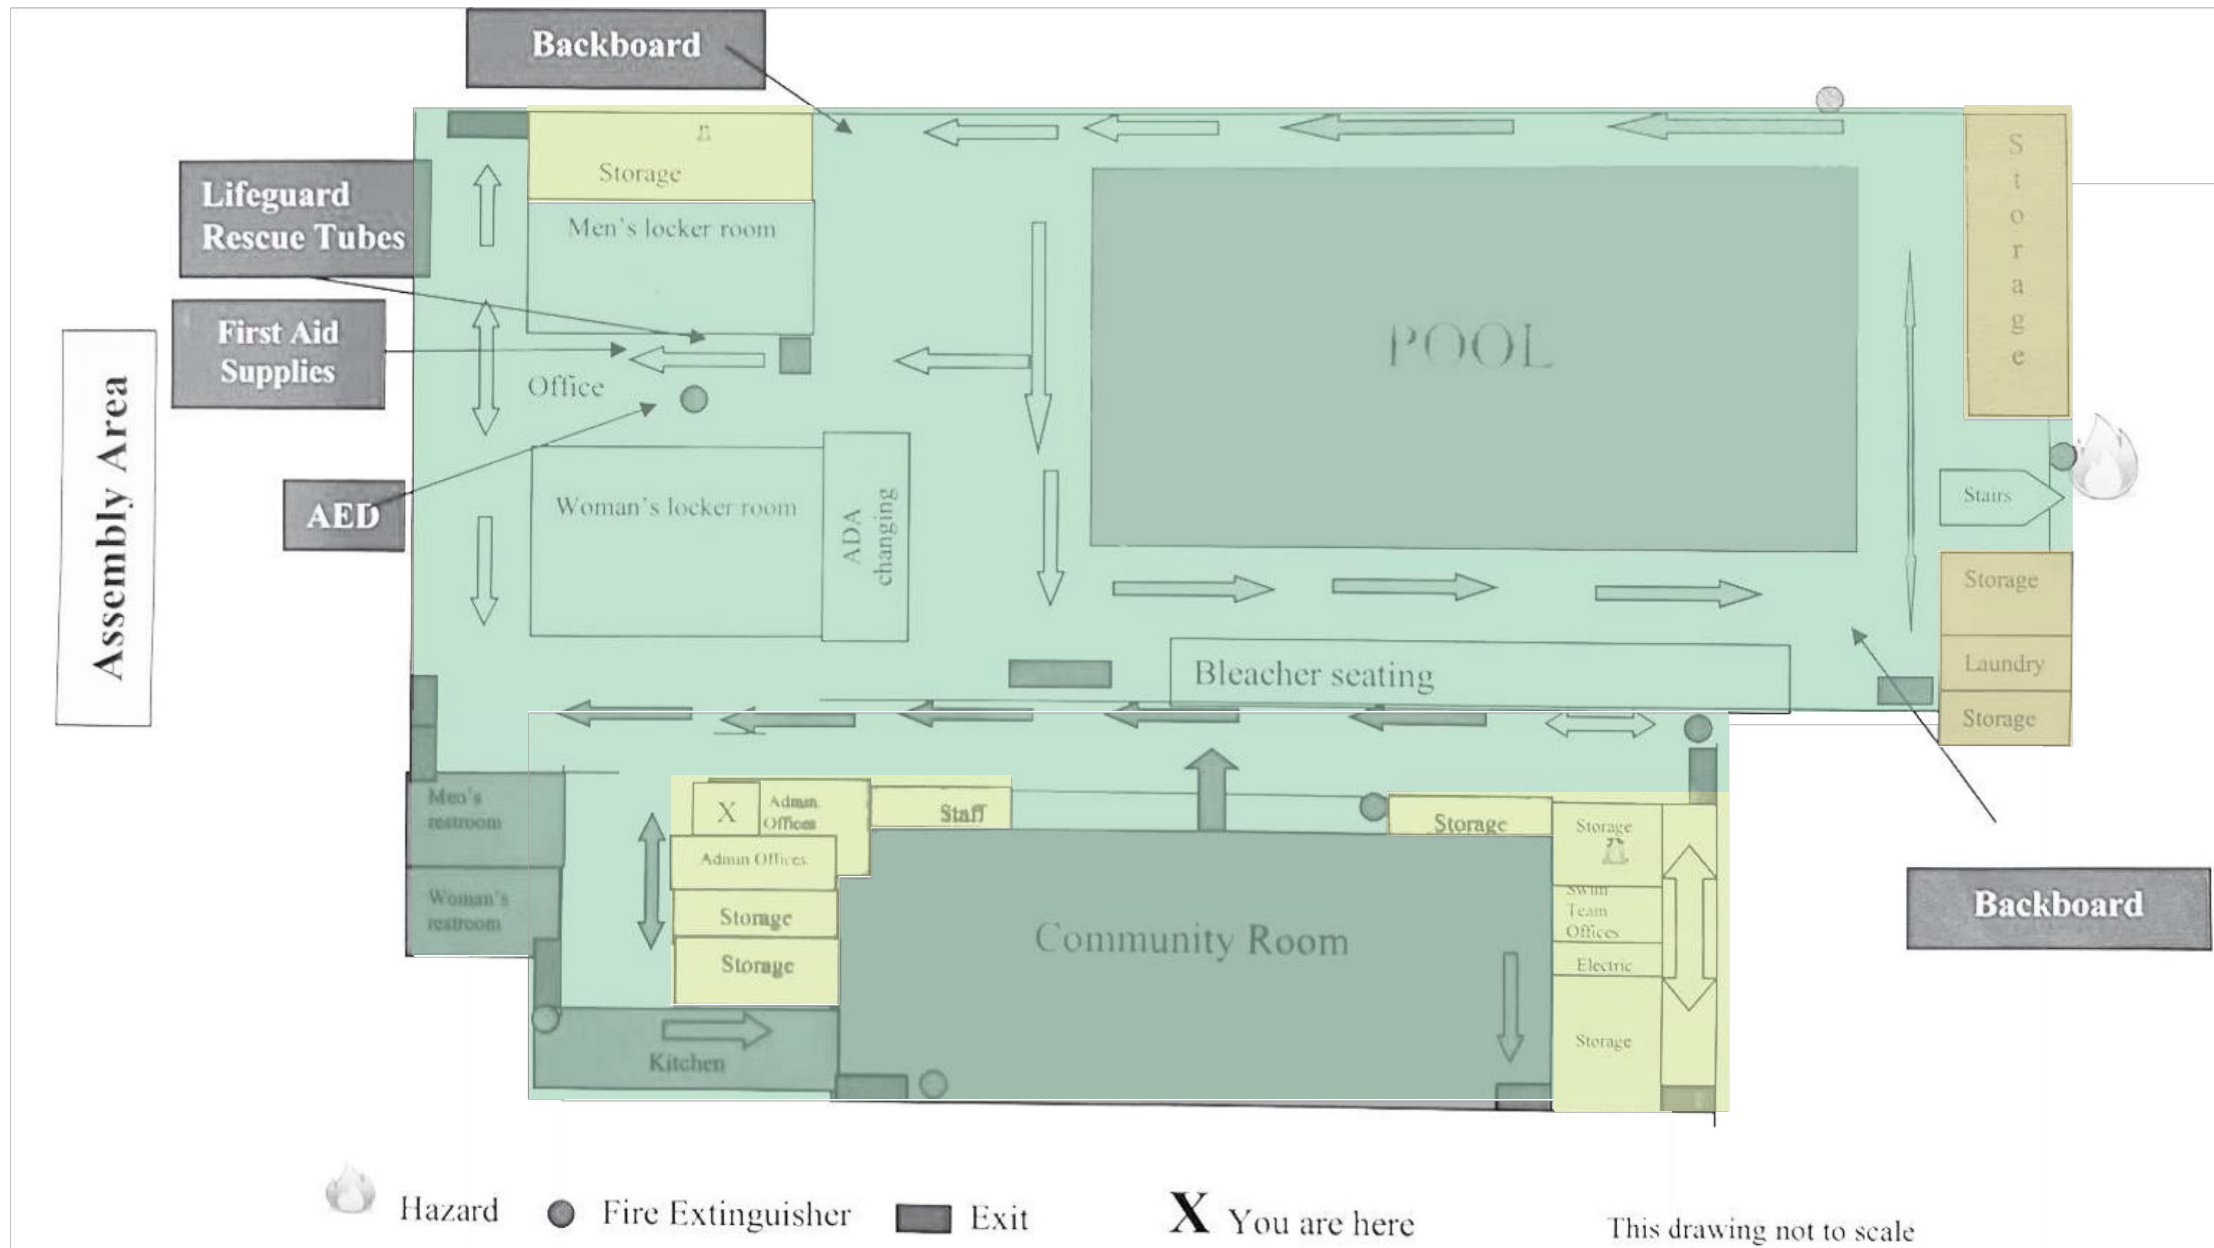 Backboard
n
Storage
Men's locker room
Lifeguard
Rescue Tubes
First Aid
Supplies
Office
AED
Assembly Area
Woman's locker room
ADA
changing
POOL
Storage
Stairs
Storage
Laundry
Storage
Bleacher seating
Men's
restroom
Woman's
restroom
X
Admin
Offices
Staff
Admin Offices
Storage
Storage
Kitchen
Community Room
Storage
Storage
Swim
Team
Offices
Electric
Storage
Backboard
Hazard
Fire Extinguisher
Exit
X You are here
This drawing not to scale